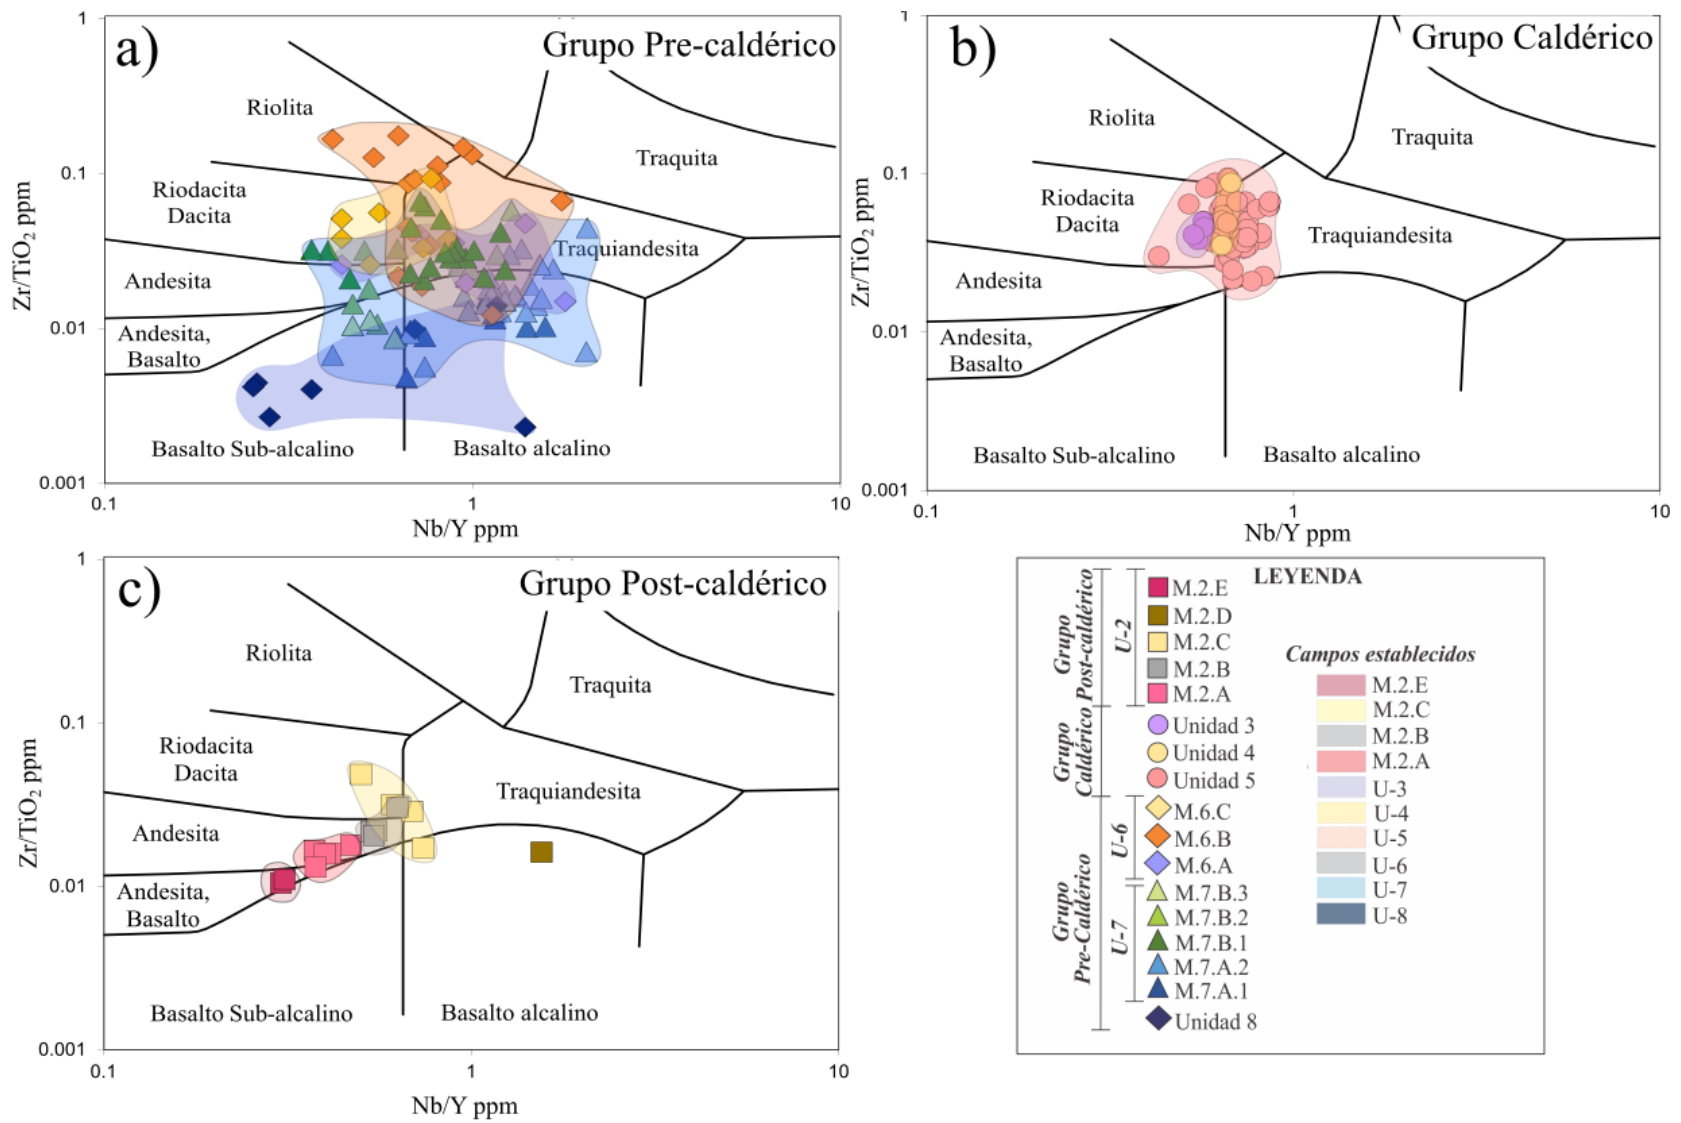 a)
Grupo Pre-caldérico
1
0.1
0.01
0.001
Zr/TiO2 ppm
Riolita
Traquita
Riodacita
Dacita
Traquiandesita
Andesita
Andesita,
Basalto
Basalto Sub-alcalino
Basalto alcalino
0.1
1
10
Nb/Y ppm
b)
Grupo Caldérico
1
0.1
0.01
0.001
Zr/TiO2 ppm
Riolita
Traquita
Riodacita
Dacita
Traquiandesita
Andesita
Andesita,
Basalto
Basalto Sub-alcalino
Basalto alcalino
0.1
1
10
Nb/Y ppm
c)
Grupo Post-caldérico
1
0.1
0.01
0.001
Zr/TiO2 ppm
Riolita
Traquita
Riodacita
Dacita
Traquiandesita
Andesita
Andesita,
Basalto
Basalto Sub-alcalino
Basalto alcalino
0.1
1
10
Nb/Y ppm
LEYENDA
Grupo
Post-caldérico
U-2
M.2.E
M.2.D
M.2.C
M.2.B
M.2.A
Grupo
Caldérico
Unidad 3
Unidad 4
Unidad 5
Grupo
Pre-Caldérico
U-6
M.6.C
M.6.B
M.6.A
U-7
M.7.B.3
M.7.B.2
M.7.B.1
M.7.A.2
M.7.A.1
Unidad 8
Campos establecidos
M.2.E
M.2.C
M.2.B
M.2.A
U-3
U-4
U-5
U-6
U-7
U-8